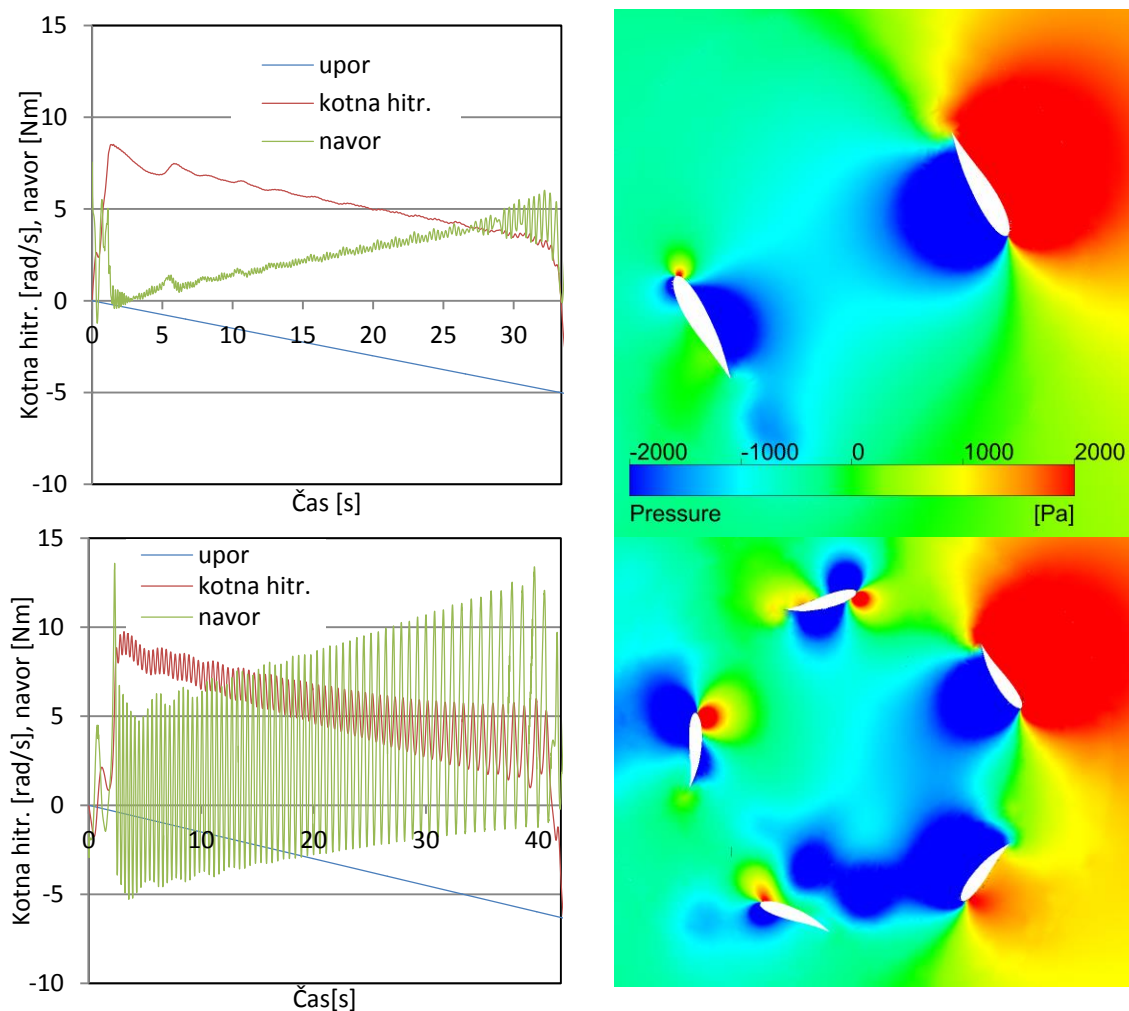 Kotna hitr. [rad/s], navor [Nm]
15
10
5
0
-5
-10
upor
kotna hitr.
navor
0 5 10 15 20 25 30
Čas [s]
-2000 -1000 0 1000 2000
Pressure [Pa]
Kotna hitr. [rad/s], navor [Nm]
15
10
5
0
-5
-10
upor
kotna hitr.
navor
0 10 20 30 40
Čas[s]